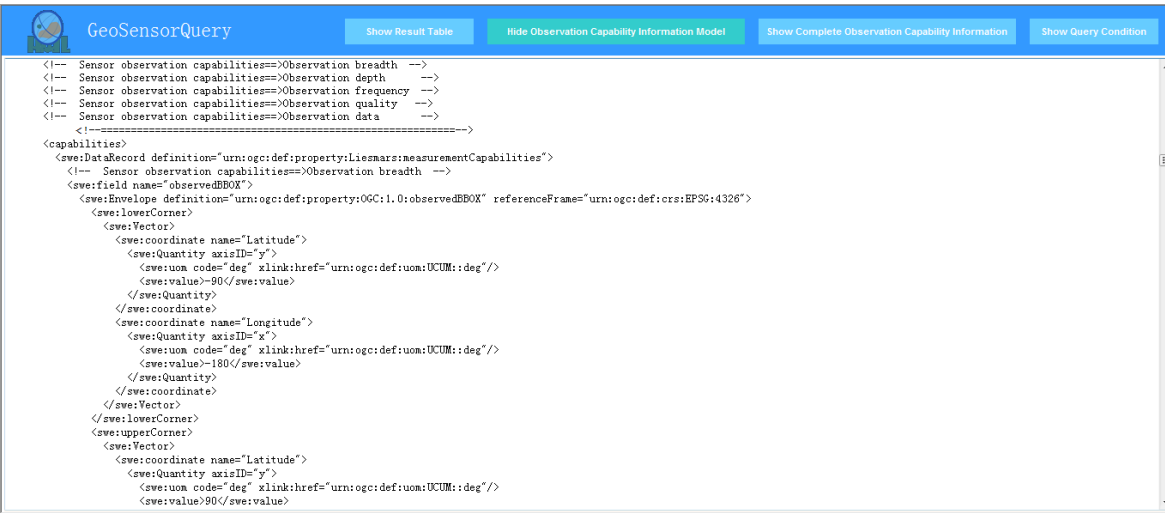 GeoSensorQuery
Show Result Table
Hide Observation Capability Information Model
Show Complete Observation Capability Information
Show Query Condition
<!-- Sensor observation capabilities==>Observation breadth -->
<!-- Sensor observation capabilities==>Observation depth -->
<!-- Sensor observation capabilities==>Observation frequency -->
<!-- Sensor observation capabilities==>Observation quality -->
<!-- Sensor observation capabilities==>Observation data -->
<!--===========================================================-->
<capabilities>
<swe:DataRecord definition="urn:ogc:def:property:Liesmars:measurementCapabilities">
<!-- Sensor observation capabilities==>Observation breadth -->
<swe:field name="observedBBOX">
<swe:Envelope definition="urn:ogc:def:property:OGC:1.0:observedBBOX" referenceFrame="urn:ogc:def:crs:EPSG:4326">
<swe:lowerCorner>
<swe:Vector>
<swe:coordinate name="Latitude">
<swe:Quantity axisID="y">
<swe:uom code="deg" xlink:href="urn:ogc:def:uom:UCUM::deg"/>
<swe:value>-90</swe:value>
</swe:Quantity>
</swe:coordinate>
<swe:coordinate name="Longitude">
<swe:Quantity axisID="x">
<swe:uom code="deg" xlink:href="urn:ogc:def:uom:UCUM::deg"/>
<swe:value>-180</swe:value>
</swe:Quantity>
</swe:coordinate>
</swe:Vector>
</swe:lowerCorner>
<swe:upperCorner>
<swe:Vector>
<swe:coordinate name="Latitude">
<swe:Quantity axisID="y">
<swe:uom code="deg" xlink:href="urn:ogc:def:uom:UCUM::deg"/>
<swe:value>90</swe:value>